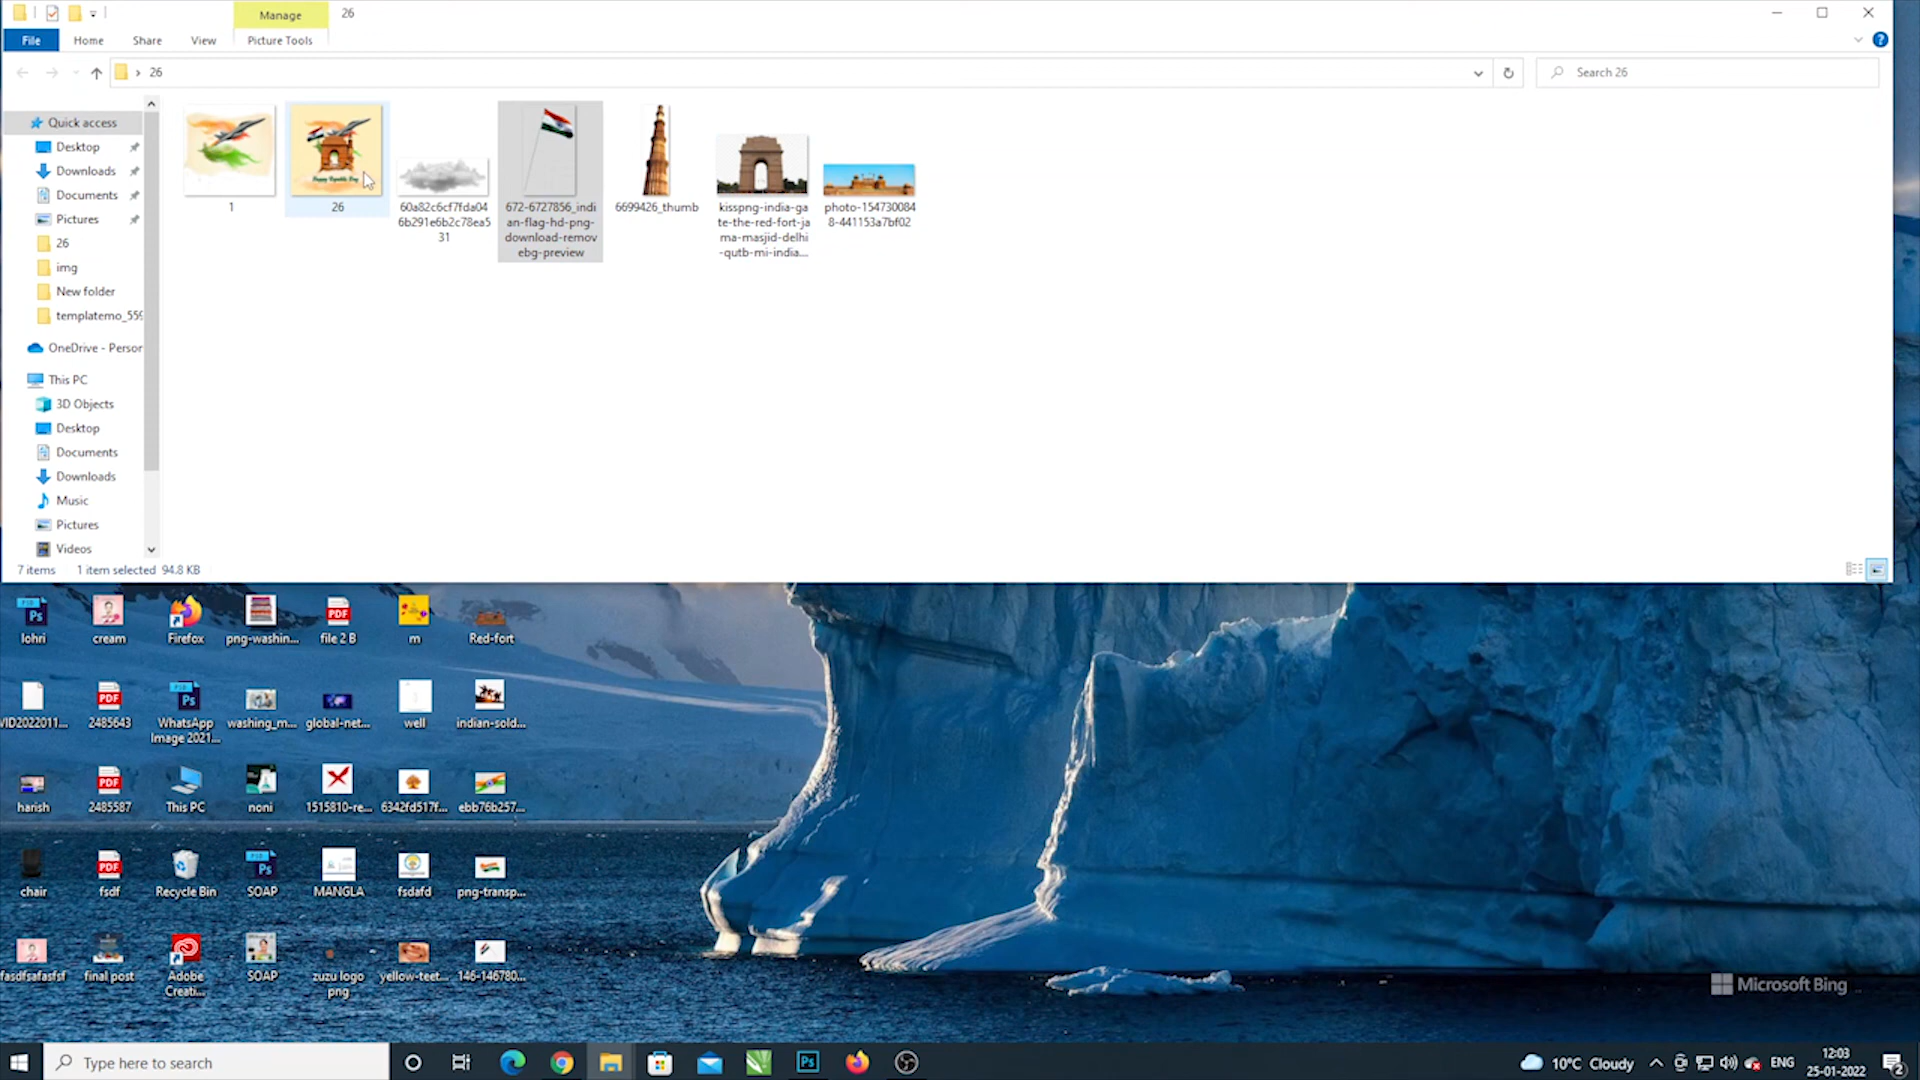 Manage
26
File
Home
Share
View
Picture Tools
26
Search 26
Quick access
Desktop
Downloads
Documents
Pictures
26
img
New folder
templatemo_559
OneDrive - Person
This PC
3D Objects
Desktop
Documents
Downloads
Music
Pictures
Videos
1
26
60a82c6cf7fda04
6b291e6b2c78ea5
31
672-6727856_indi
an-flag-hd-png-
download-remov
ebg-preview
6699426_thumb
kisspng-india-ga
te-the-red-fort-ja
ma-masjid-delhi
-qutb-mi-india...
photo-154730084
8-441153a7bf02
Happy Republic Day
7 items
1 item selected 94.8 KB
lohri
cream
Firefox
png-washin...
file 2 B
m
Red-fort
VID2022011...
2485643
WhatsApp
Image 2021...
washing_m...
global-net...
well
indian-sold...
harish
2485587
This PC
noni
1515810-re...
6342fd517f...
ebb76b257...
chair
fsdf
Recycle Bin
SOAP
MANGLA
fsdafd
png-transp...
fasdfsafasfsf
final post
Adobe
Creati...
SOAP
zuzu logo
png
yellow-teet...
146-146780...
Microsoft Bing
Type here to search
10°C Cloudy
ENG
12:03
25-01-2022
2